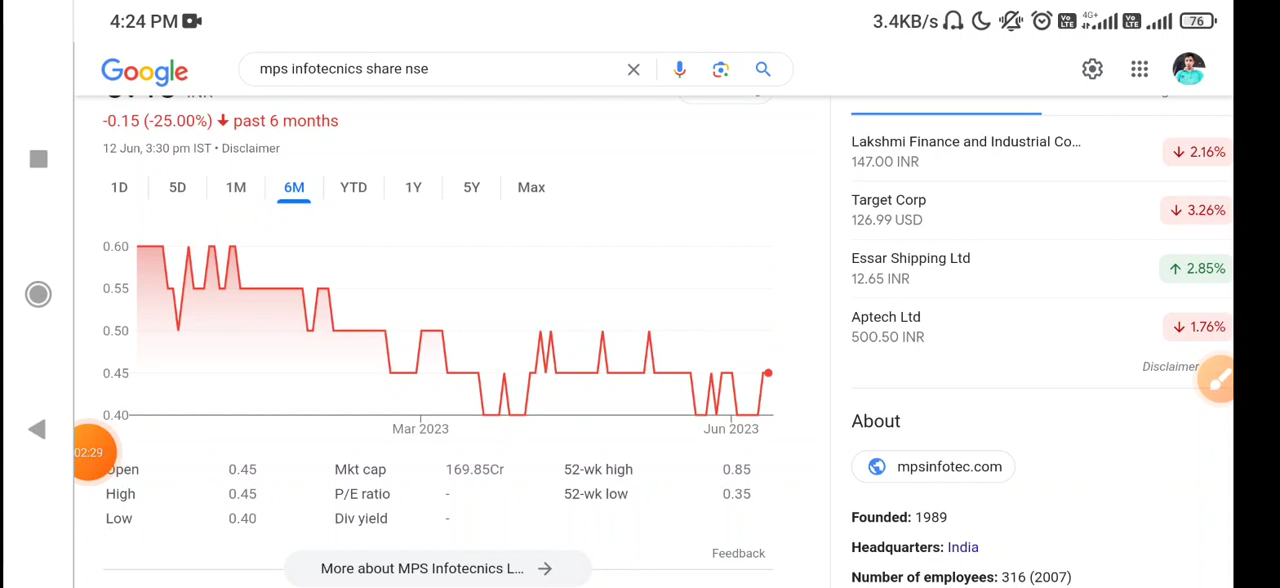 4:24 PM
3.4KB/s
4G+
Vo LTE
Vo LTE
76
Google
mps infotecnics share nse
-0.15 (-25.00%) ↓ past 6 months
12 Jun, 3:30 pm IST • Disclaimer
1D 5D 1M 6M YTD 1Y 5Y Max
0.60
0.55
0.50
0.45
0.40
Mar 2023 Jun 2023
02:29
Open 0.45 Mkt cap 169.85Cr 52-wk high 0.85
High 0.45 P/E ratio - 52-wk low 0.35
Low 0.40 Div yield -
Feedback
More about MPS Infotecnics L... →
Lakshmi Finance and Industrial Co...
147.00 INR
↓ 2.16%
Target Corp
126.99 USD
↓ 3.26%
Essar Shipping Ltd
12.65 INR
↑ 2.85%
Aptech Ltd
500.50 INR
↓ 1.76%
Disclaimer
About
mpsinfotec.com
Founded: 1989
Headquarters: India
Number of employees: 316 (2007)